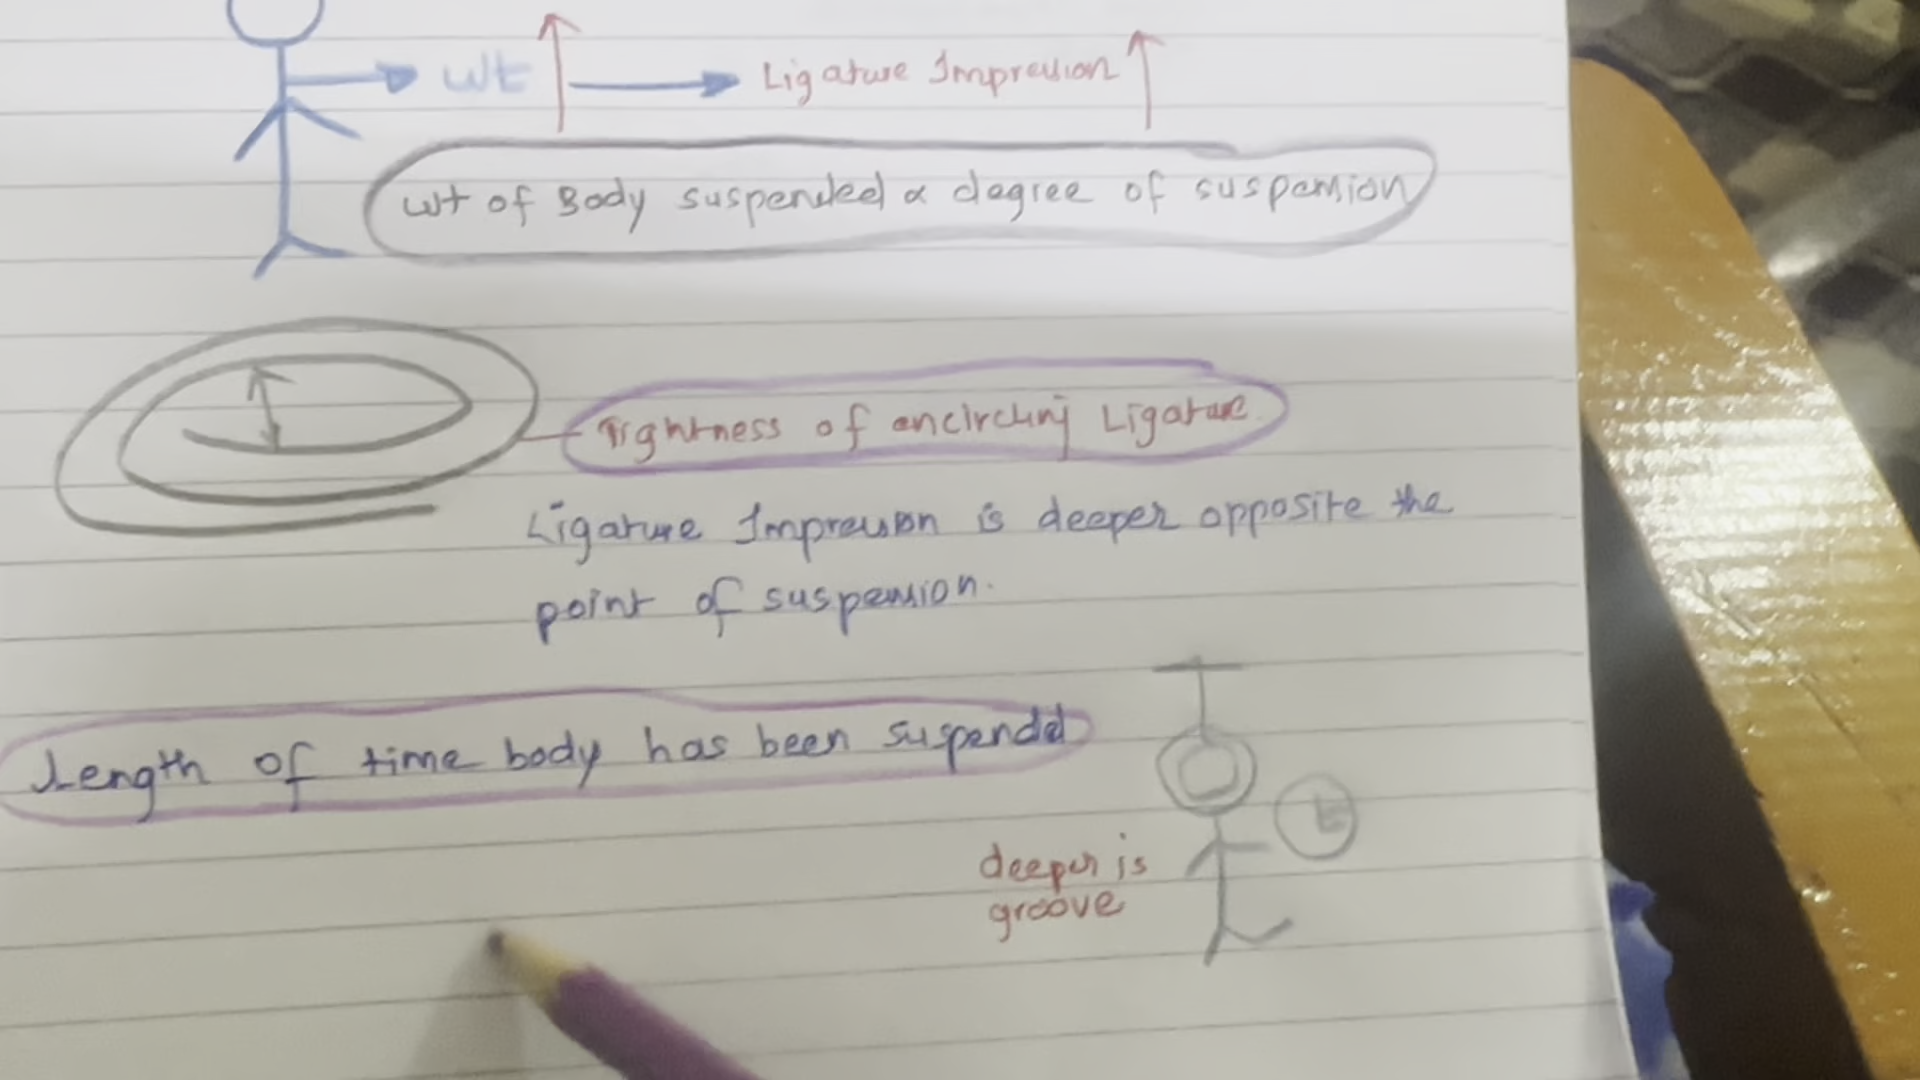 wt
Ligature Impression
wt of Body suspended ∝ degree of suspension
Tightness of encircling Ligature
Ligature Impression is deeper opposite the
point of suspension.
Length of time body has been suspended
deeper is
groove